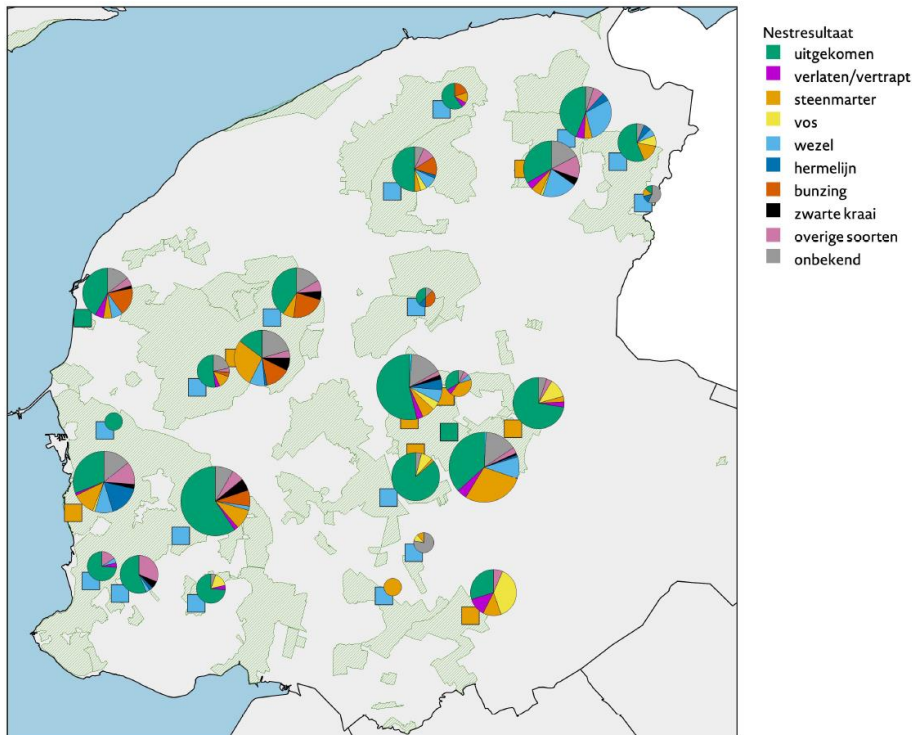 Nestresultaat
uitgekomen
verlaten/vertrapt
steenmarter
vos
wezel
hermelijn
bunzing
zwarte kraai
overige soorten
onbekend